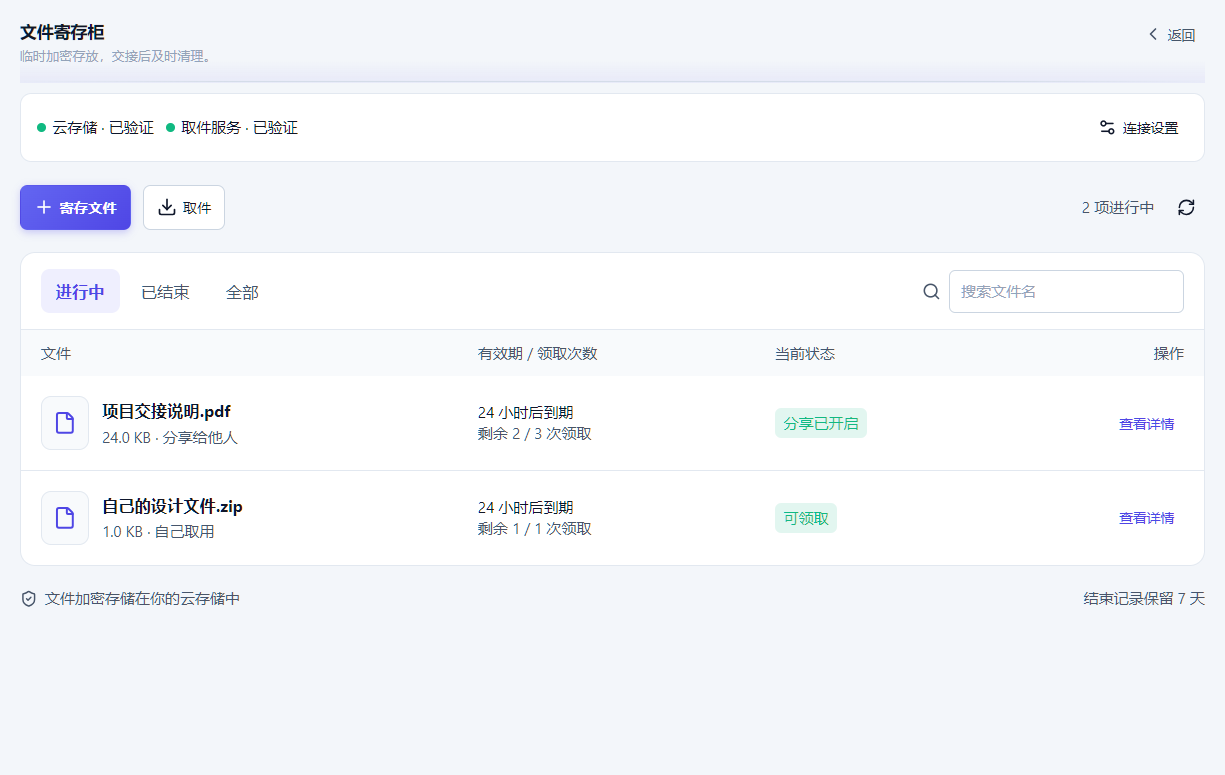 文件寄存柜
返回
临时加密存放，交接后及时清理。
云存储 · 已验证 取件服务 · 已验证
连接设置
寄存文件 取件
2 项进行中
进行中 已结束 全部
搜索文件名
文件 有效期 / 领取次数 当前状态 操作
项目交接说明.pdf
24.0 KB · 分享给他人
24 小时后到期
剩余 2 / 3 次领取
分享已开启
查看详情
自己的设计文件.zip
1.0 KB · 自己取用
24 小时后到期
剩余 1 / 1 次领取
可领取
查看详情
文件加密存储在你的云存储中
结束记录保留 7 天